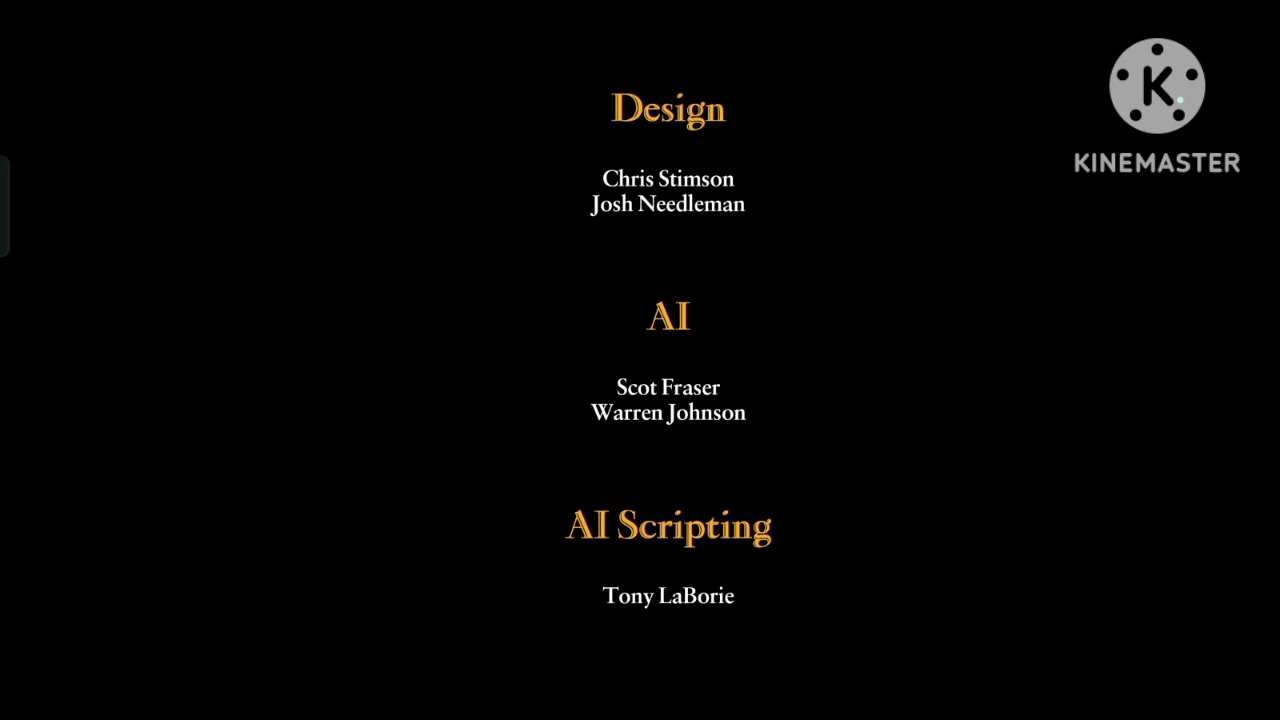 Design
Chris Stimson
Josh Needleman
AI
Scot Fraser
Warren Johnson
AI Scripting
Tony LaBorie
K.
KINEMASTER